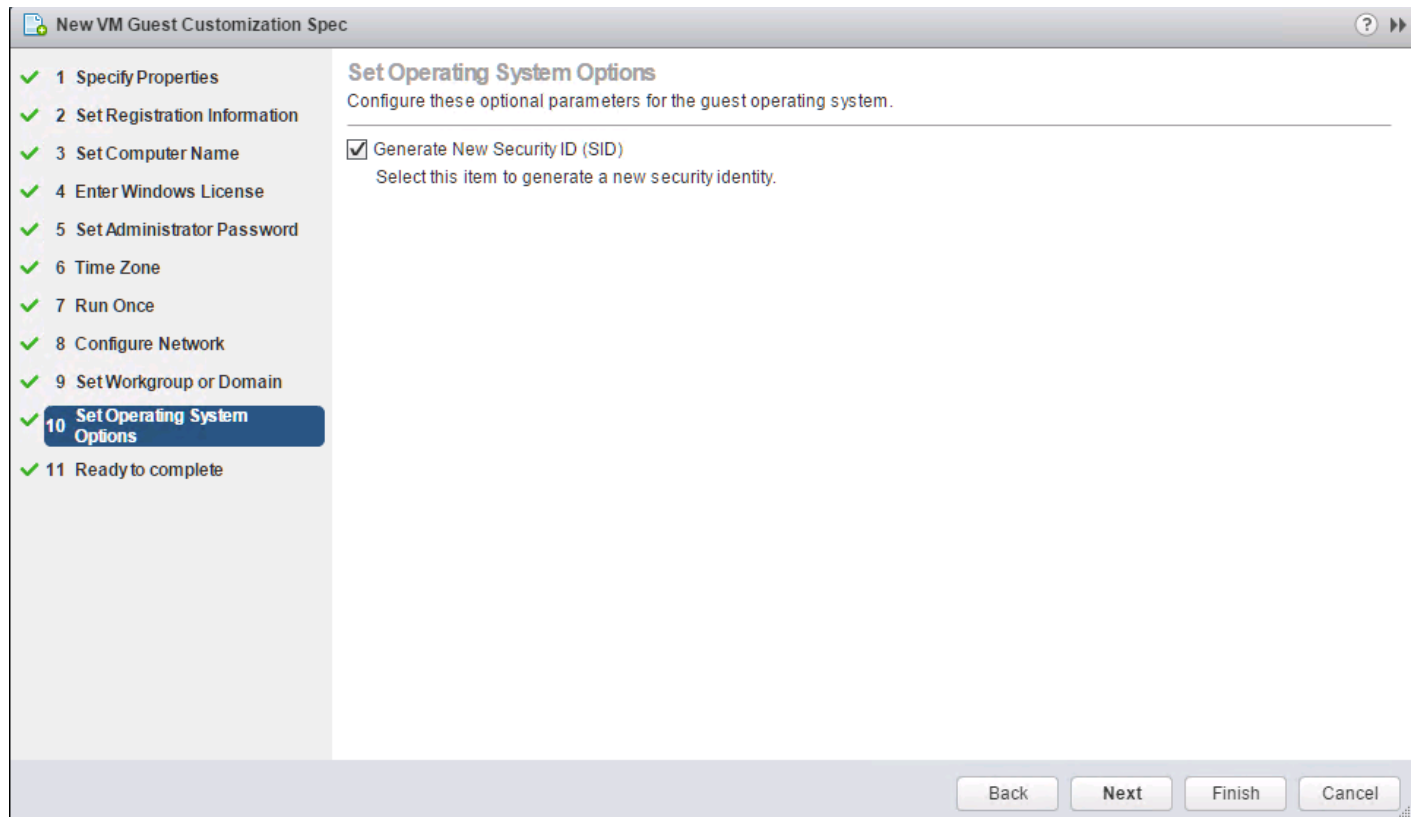 New VM Guest Customization Spec
?
1 Specify Properties
2 Set Registration Information
3 Set Computer Name
4 Enter Windows License
5 Set Administrator Password
6 Time Zone
7 Run Once
8 Configure Network
9 Set Workgroup or Domain
10 Set Operating System
Options
11 Ready to complete
Set Operating System Options
Configure these optional parameters for the guest operating system.
Generate New Security ID (SID)
Select this item to generate a new security identity.
Back
Next
Finish
Cancel